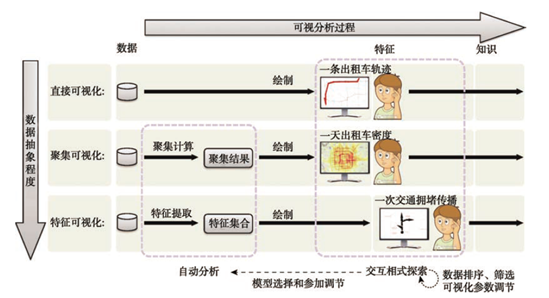 可视分析过程
数据
特征
知识
数据抽象程度
直接可视化:
绘制
一条出租车轨迹
聚集可视化:
聚集计算
聚集结果
绘制
一天出租车密度
特征可视化:
特征提取
特征集合
绘制
一次交通拥堵传播
自动分析
模型选择和参加调节
交互相式探索
数据排序、筛选
可视化参数调节